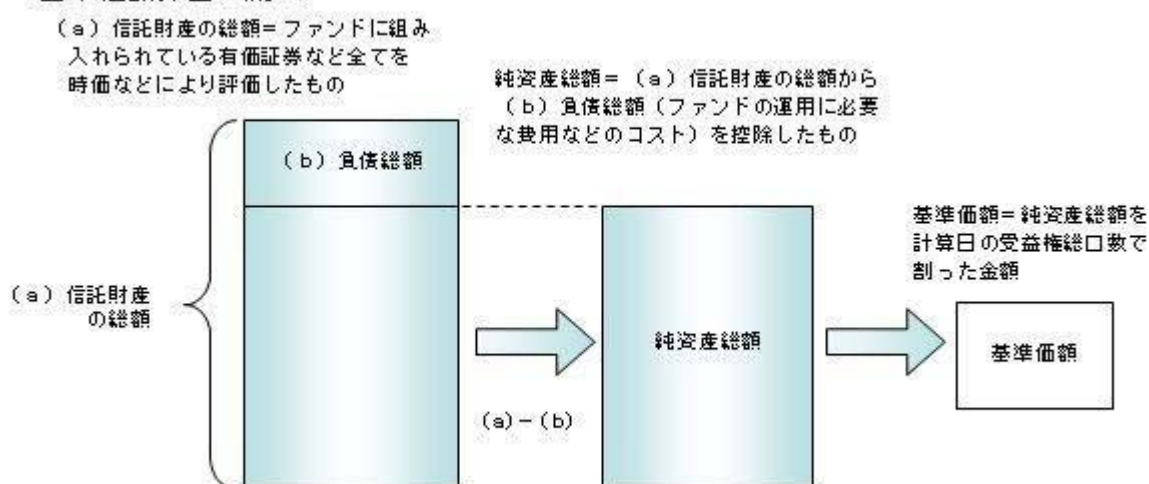 (a)信託財産の総額=ファンドに組み
入れられている有価証券など全てを
時価などにより評価したもの
純資産総額=(a)信託財産の総額から
(b)負債総額(ファンドの運用に必要
な費用などのコスト)を控除したもの
(b)負債総額
基準価額=純資産総額を
計算日の受益権総口数で
割った金額
(a)信託財産
の総額
純資産総額
基準価額
(a)-(b)